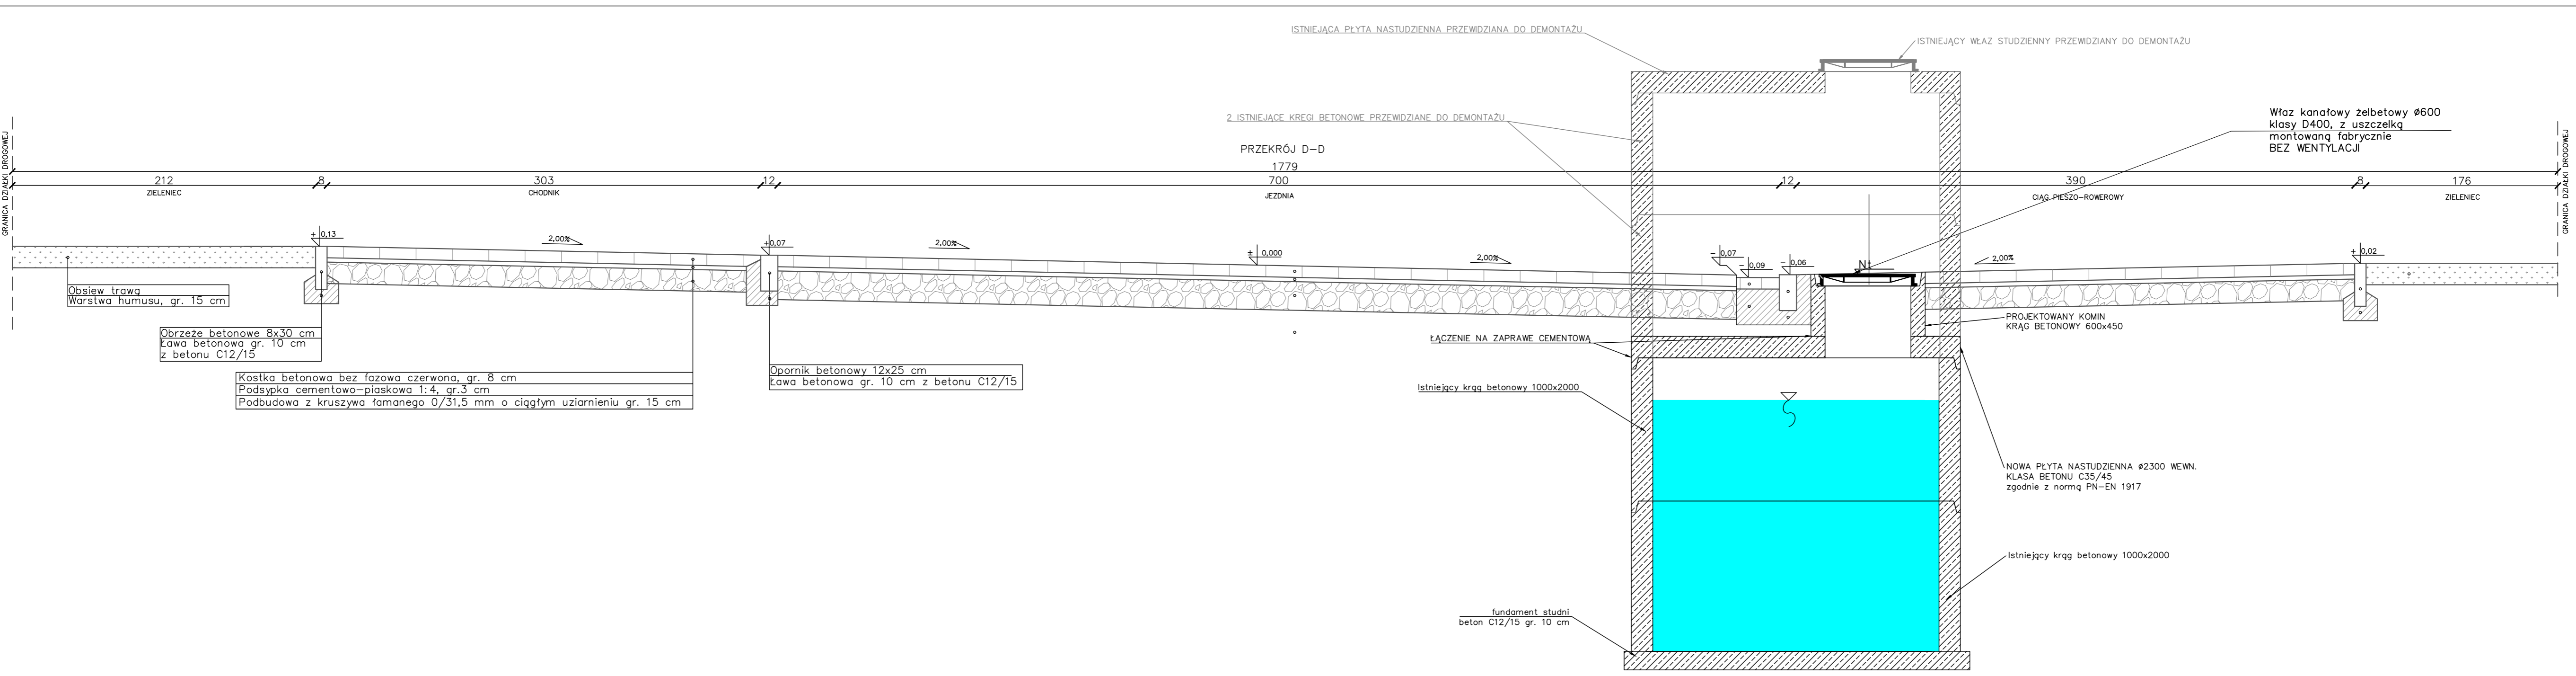 ISTNIEJĄCA PŁYTA NASTUDZIENNA PRZEWIDZIANA DO DEMONTAŻU
ISTNIEJĄCY WŁAZ STUDZIENNY PRZEWIDZIANY DO DEMONTAŻU
2 ISTNIEJĄCE KRĘGI BETONOWE PRZEWIDZIANE DO DEMONTAŻU
Właz kanałowy żelbetowy ø600
klasy D400, z uszczelką
montowaną fabrycznie
BEZ WENTYLACJI
PRZEKRÓJ D-D
1779
212
8
303
12
700
12
390
8
176
ZIELENIEC
CHODNIK
JEZDNIA
CIĄG PIESZO-ROWEROWY
ZIELENIEC
GRANICA DZIAŁKI DROGOWEJ
GRANICA DZIAŁKI DROGOWEJ
+ 0,13
2,00%
+0,07
2,00%
± 0,000
2,00%
- 0,07
- 0,09
- 0,06
N
2,00%
+ 0,02
Obsiew trawą
Warstwa humusu, gr. 15 cm
Obrzeże betonowe 8x30 cm
Ława betonowa gr. 10 cm
z betonu C12/15
Kostka betonowa bez fazowa czerwona, gr. 8 cm
Podsypka cementowo-piaskowa 1:4, gr.3 cm
Podbudowa z kruszywa łamanego 0/31,5 mm o ciągłym uziarnieniu gr. 15 cm
Opornik betonowy 12x25 cm
Ława betonowa gr. 10 cm z betonu C12/15
ŁĄCZENIE NA ZAPRAWE CEMENTOWĄ
PROJEKTOWANY KOMIN
KRĄG BETONOWY 600x450
Istniejący krąg betonowy 1000x2000
NOWA PŁYTA NASTUDZIENNA ø2300 WEWN.
KLASA BETONU C35/45
zgodnie z normą PN-EN 1917
Istniejący krąg betonowy 1000x2000
fundament studni
beton C12/15 gr. 10 cm